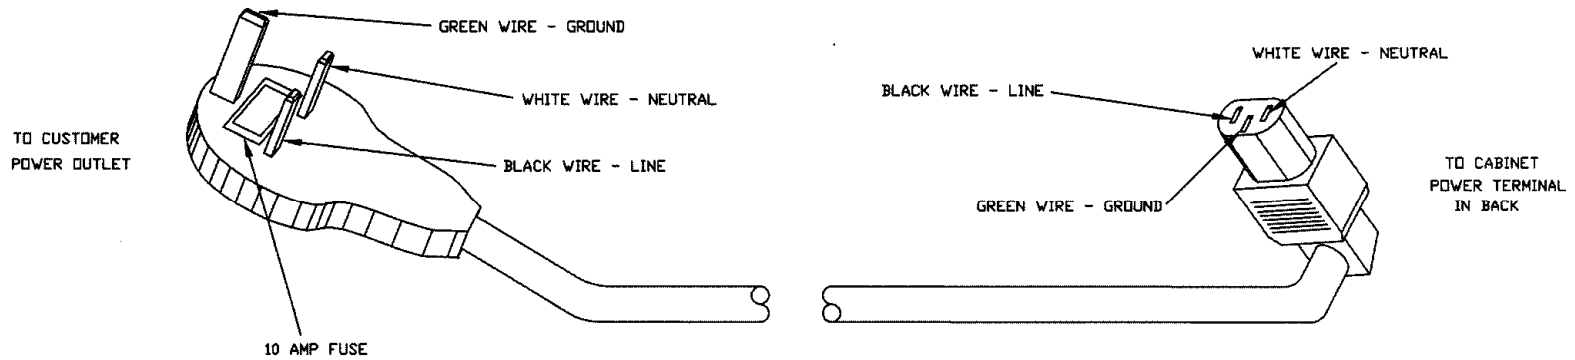 GREEN WIRE - GROUND
WHITE WIRE - NEUTRAL
BLACK WIRE - LINE
TO CUSTOMER
POWER OUTLET
10 AMP FUSE
WHITE WIRE - NEUTRAL
BLACK WIRE - LINE
GREEN WIRE - GROUND
TO CABINET
POWER TERMINAL
IN BACK